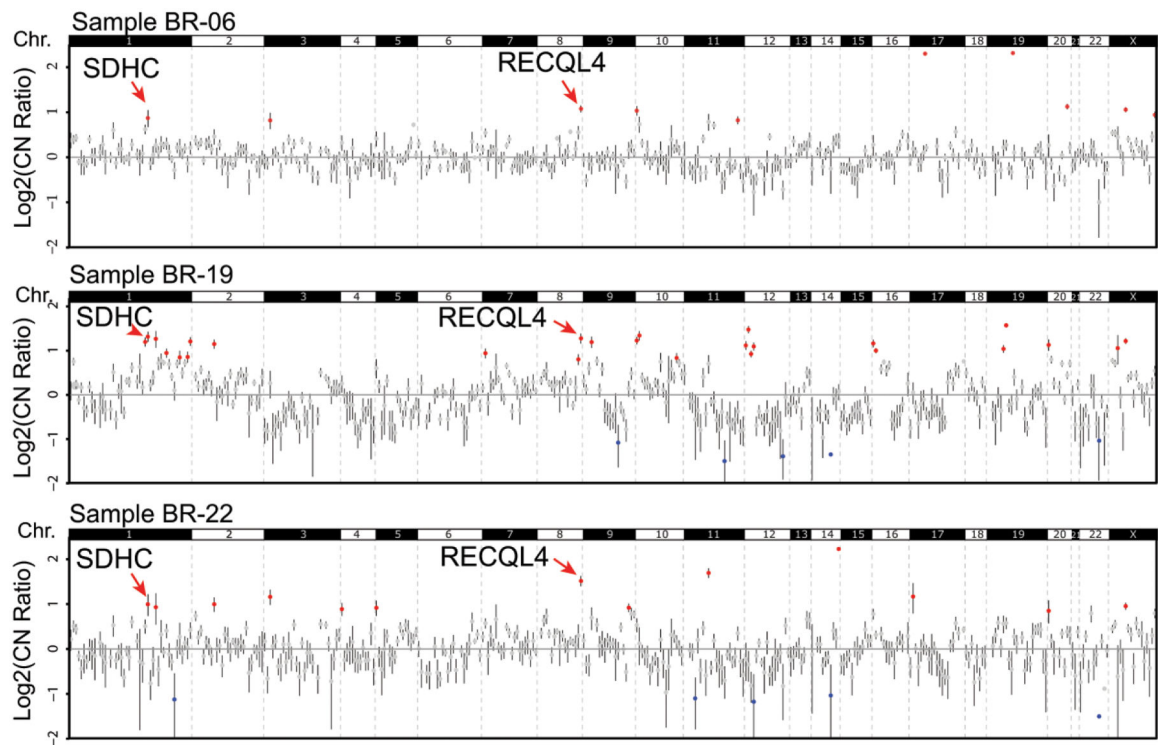 Sample BR-06
Chr. 1 2 3 4 5 6 7 8 9 10 11 12 13 14 15 16 17 18 19 20 21 22 X
Log2(CN Ratio)
2
1
0
−1
−2
SDHC
RECQL4
Sample BR-19
Chr. 1 2 3 4 5 6 7 8 9 10 11 12 13 14 15 16 17 18 19 20 21 22 X
Log2(CN Ratio)
2
1
0
−1
−2
SDHC
RECQL4
Sample BR-22
Chr. 1 2 3 4 5 6 7 8 9 10 11 12 13 14 15 16 17 18 19 20 21 22 X
Log2(CN Ratio)
2
1
0
−1
−2
SDHC
RECQL4